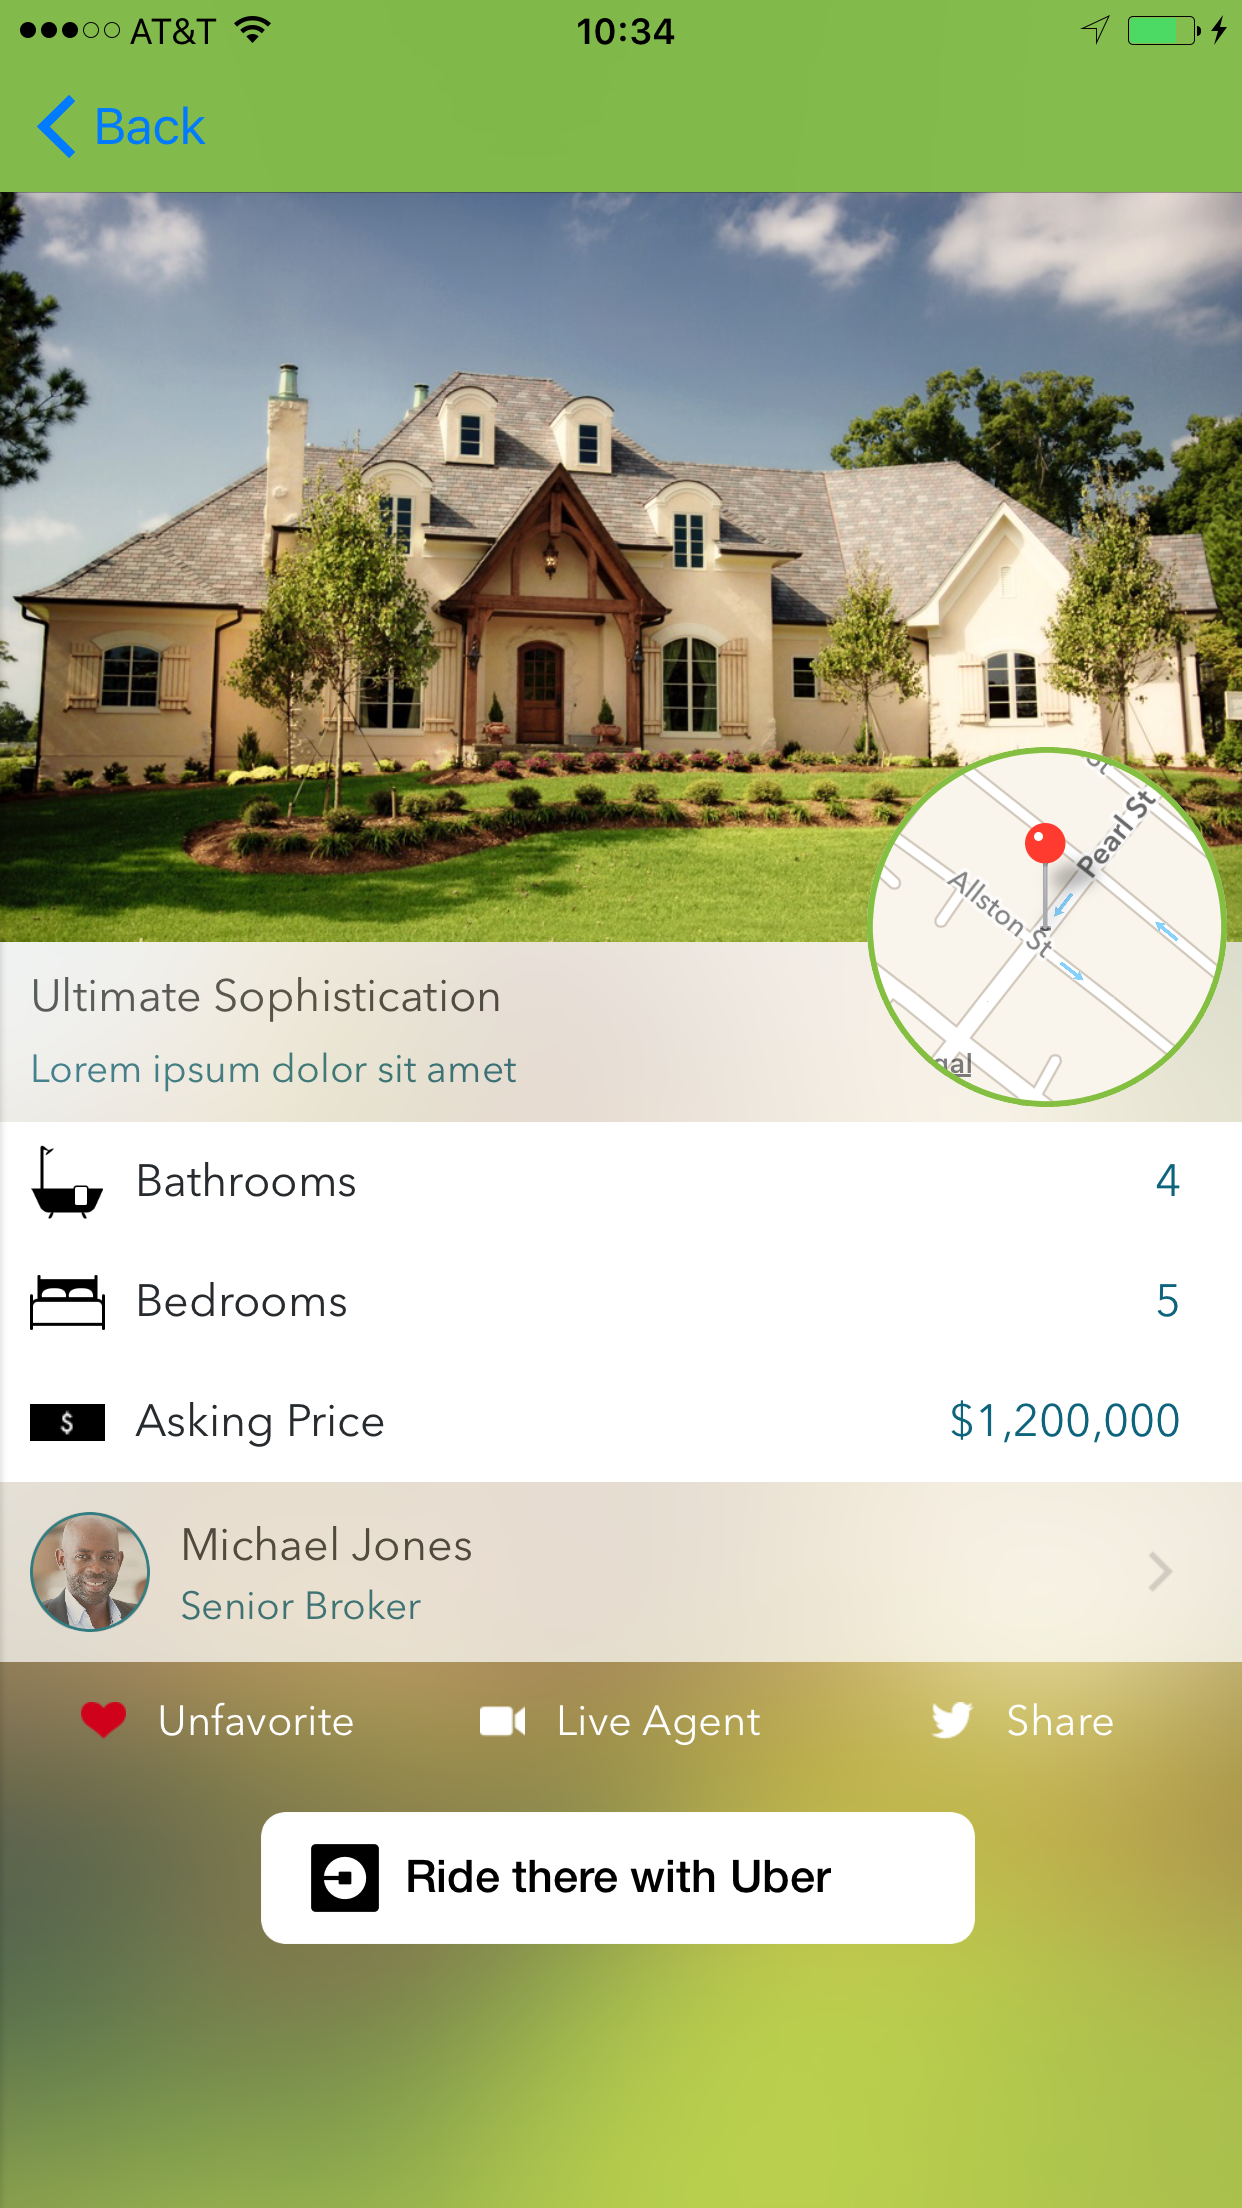 AT&T
10:34
Back
St
Pearl St
Allston St
gal
Ultimate Sophistication
Lorem ipsum dolor sit amet
Bathrooms
4
Bedrooms
5
$
Asking Price
$1,200,000
Michael Jones
Senior Broker
Unfavorite
Live Agent
Share
Ride there with Uber